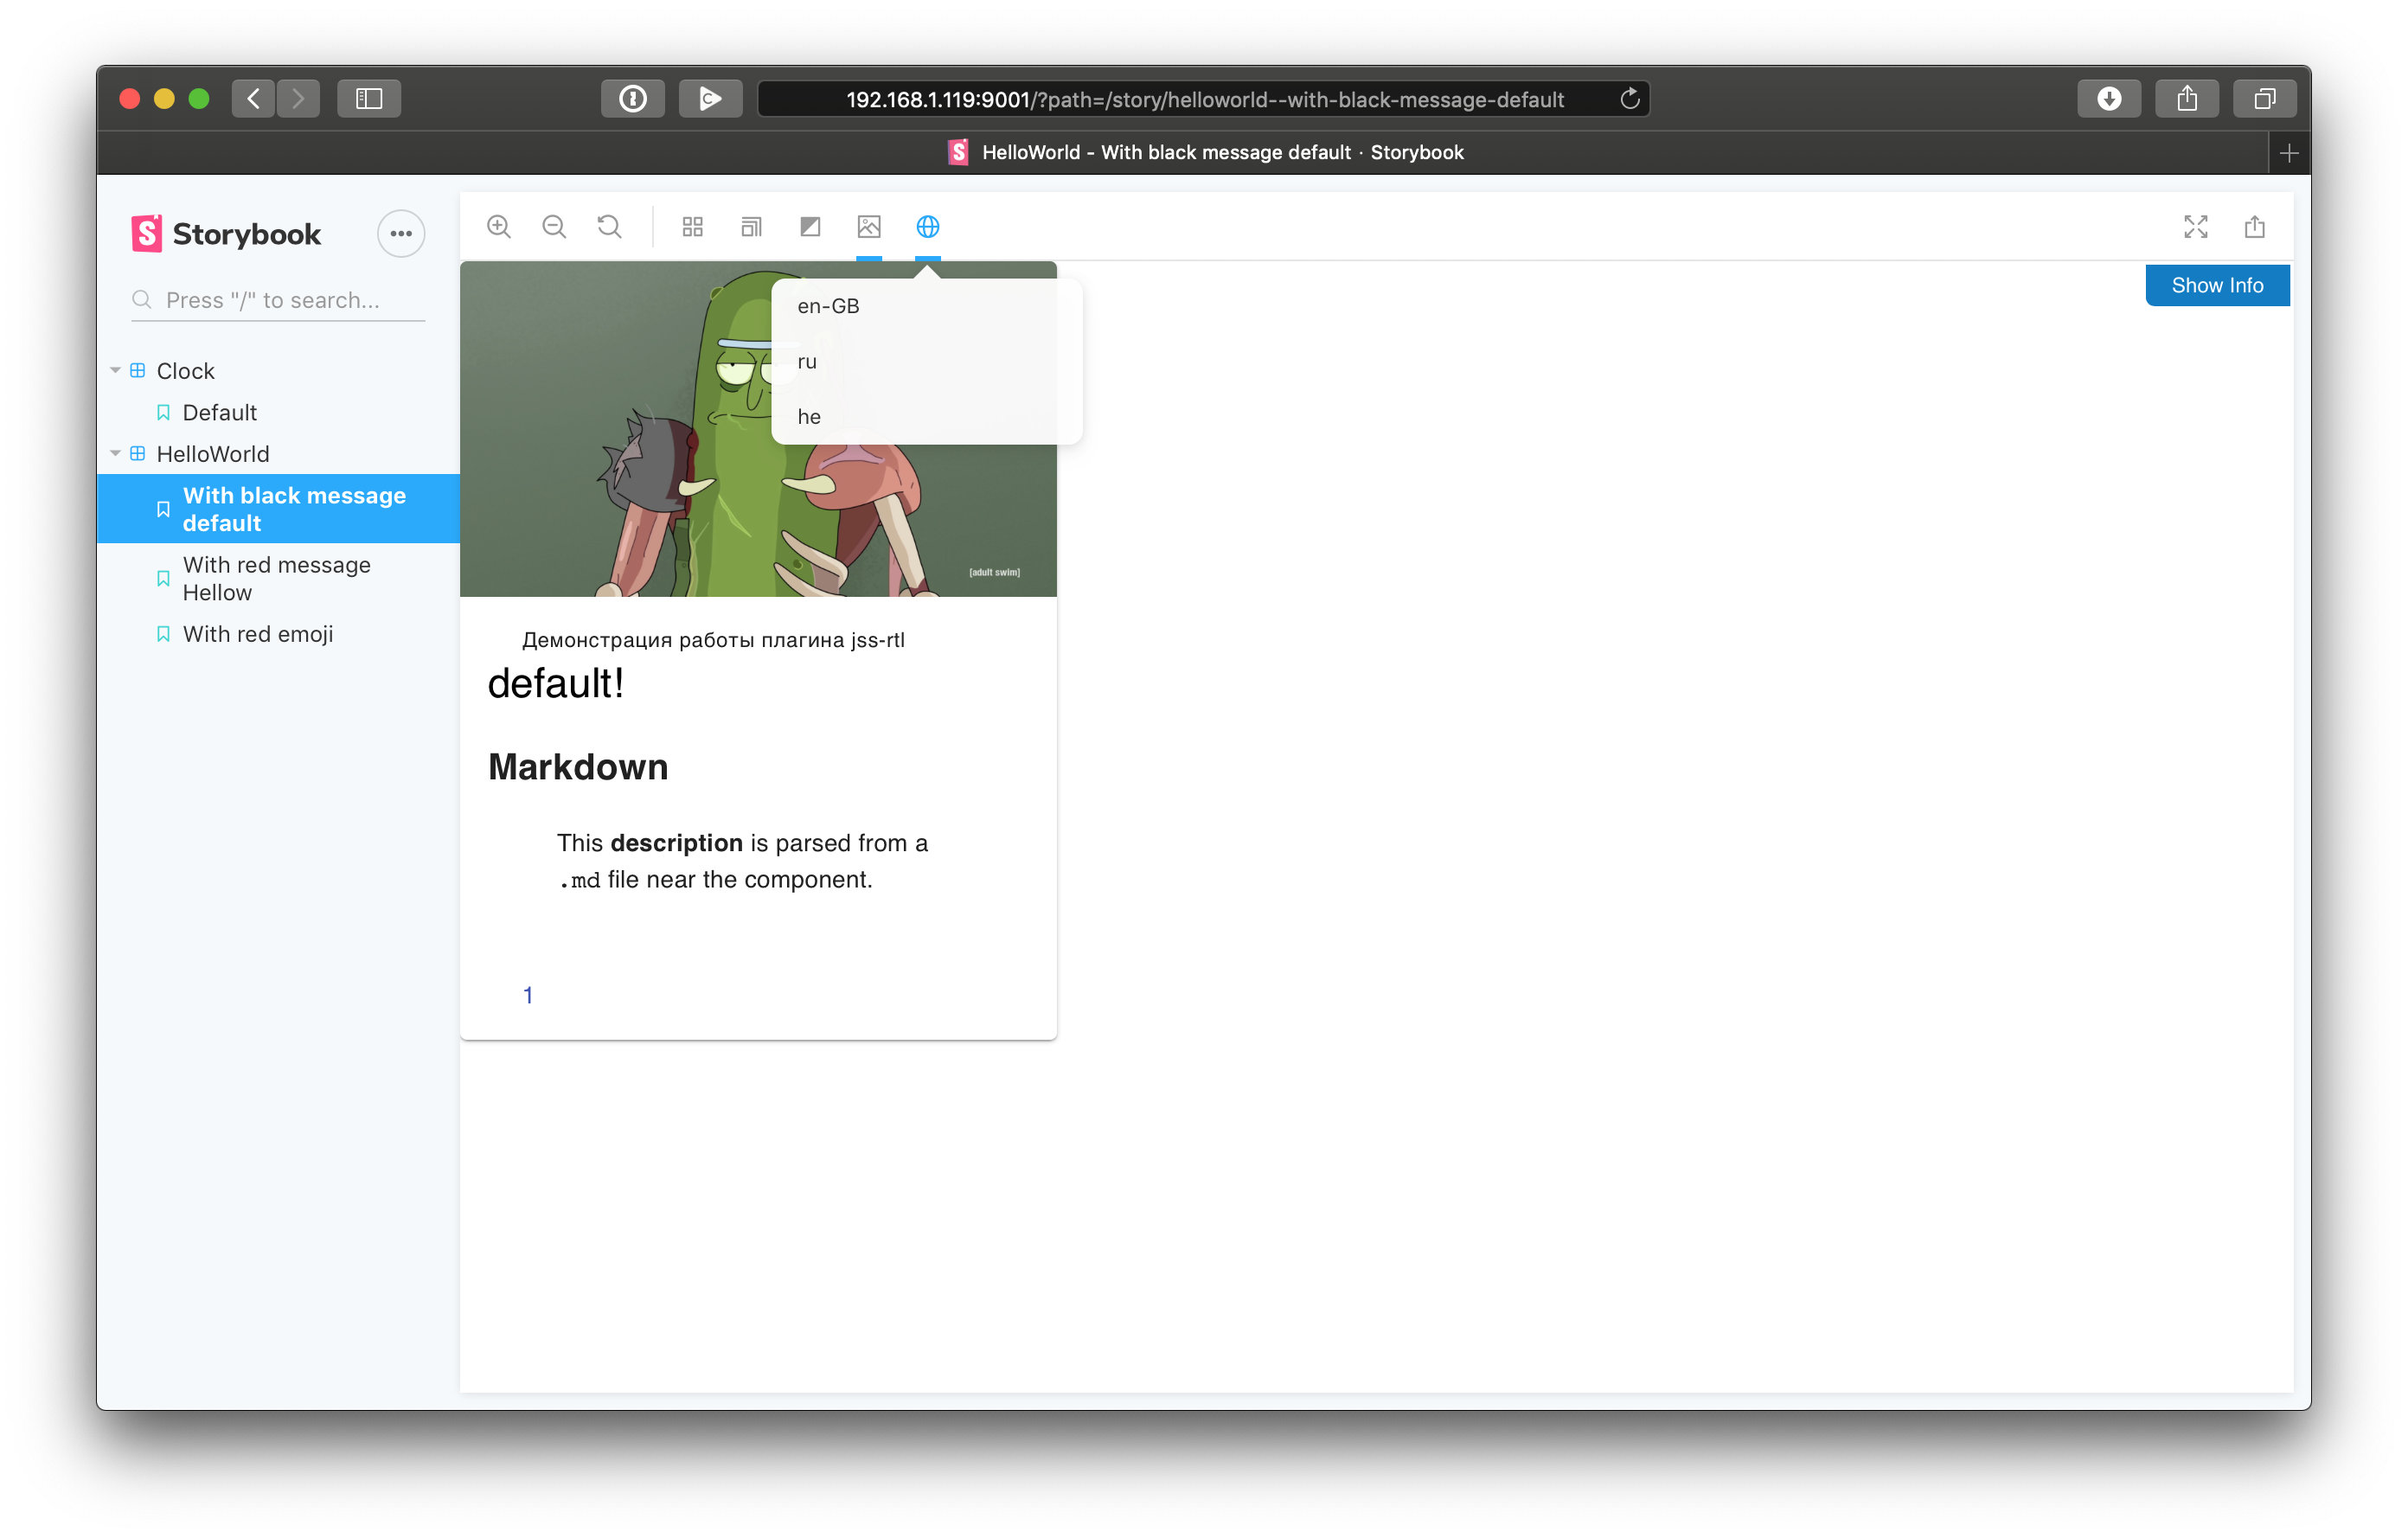 192.168.1.119:9001/?path=/story/helloworld--with-black-message-default
HelloWorld - With black message default · Storybook
Storybook
Press "/" to search...
Clock
Default
HelloWorld
With black message
default
With red message
Hellow
With red emoji
en-GB
ru
he
Show Info
[adult swim]
Демонстрация работы плагина jss-rtl
default!
Markdown
This description is parsed from a
.md file near the component.
1